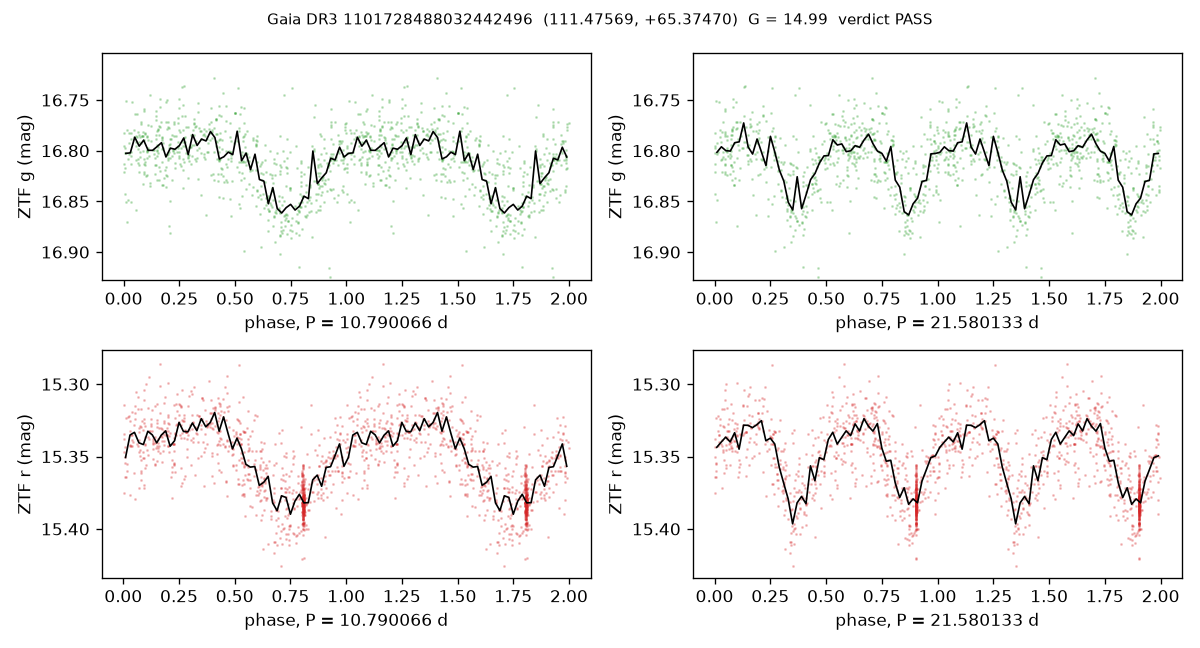 Gaia DR3 1101728488032442496 (111.47569, +65.37470) G = 14.99 verdict PASS
ZTF g (mag)
16.75
16.80
16.85
16.90
0.00 0.25 0.50 0.75 1.00 1.25 1.50 1.75 2.00
phase, P = 10.790066 d
ZTF g (mag)
16.75
16.80
16.85
16.90
0.00 0.25 0.50 0.75 1.00 1.25 1.50 1.75 2.00
phase, P = 21.580133 d
ZTF r (mag)
15.30
15.35
15.40
0.00 0.25 0.50 0.75 1.00 1.25 1.50 1.75 2.00
phase, P = 10.790066 d
ZTF r (mag)
15.30
15.35
15.40
0.00 0.25 0.50 0.75 1.00 1.25 1.50 1.75 2.00
phase, P = 21.580133 d